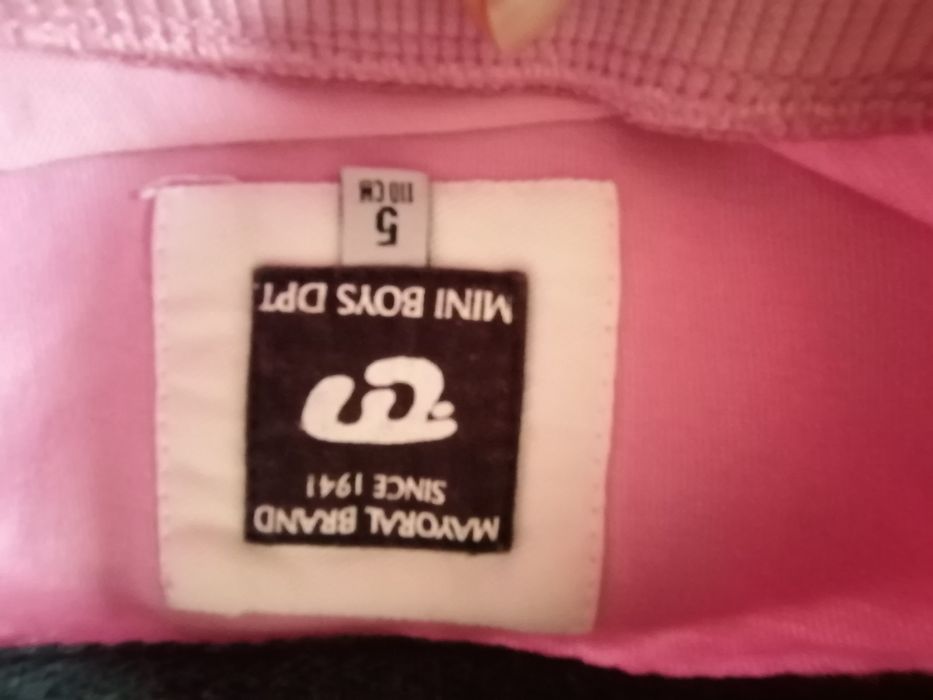 MAYORAL BRAND
SINCE 1941
MINI BOYS DPT.
5
110 CM